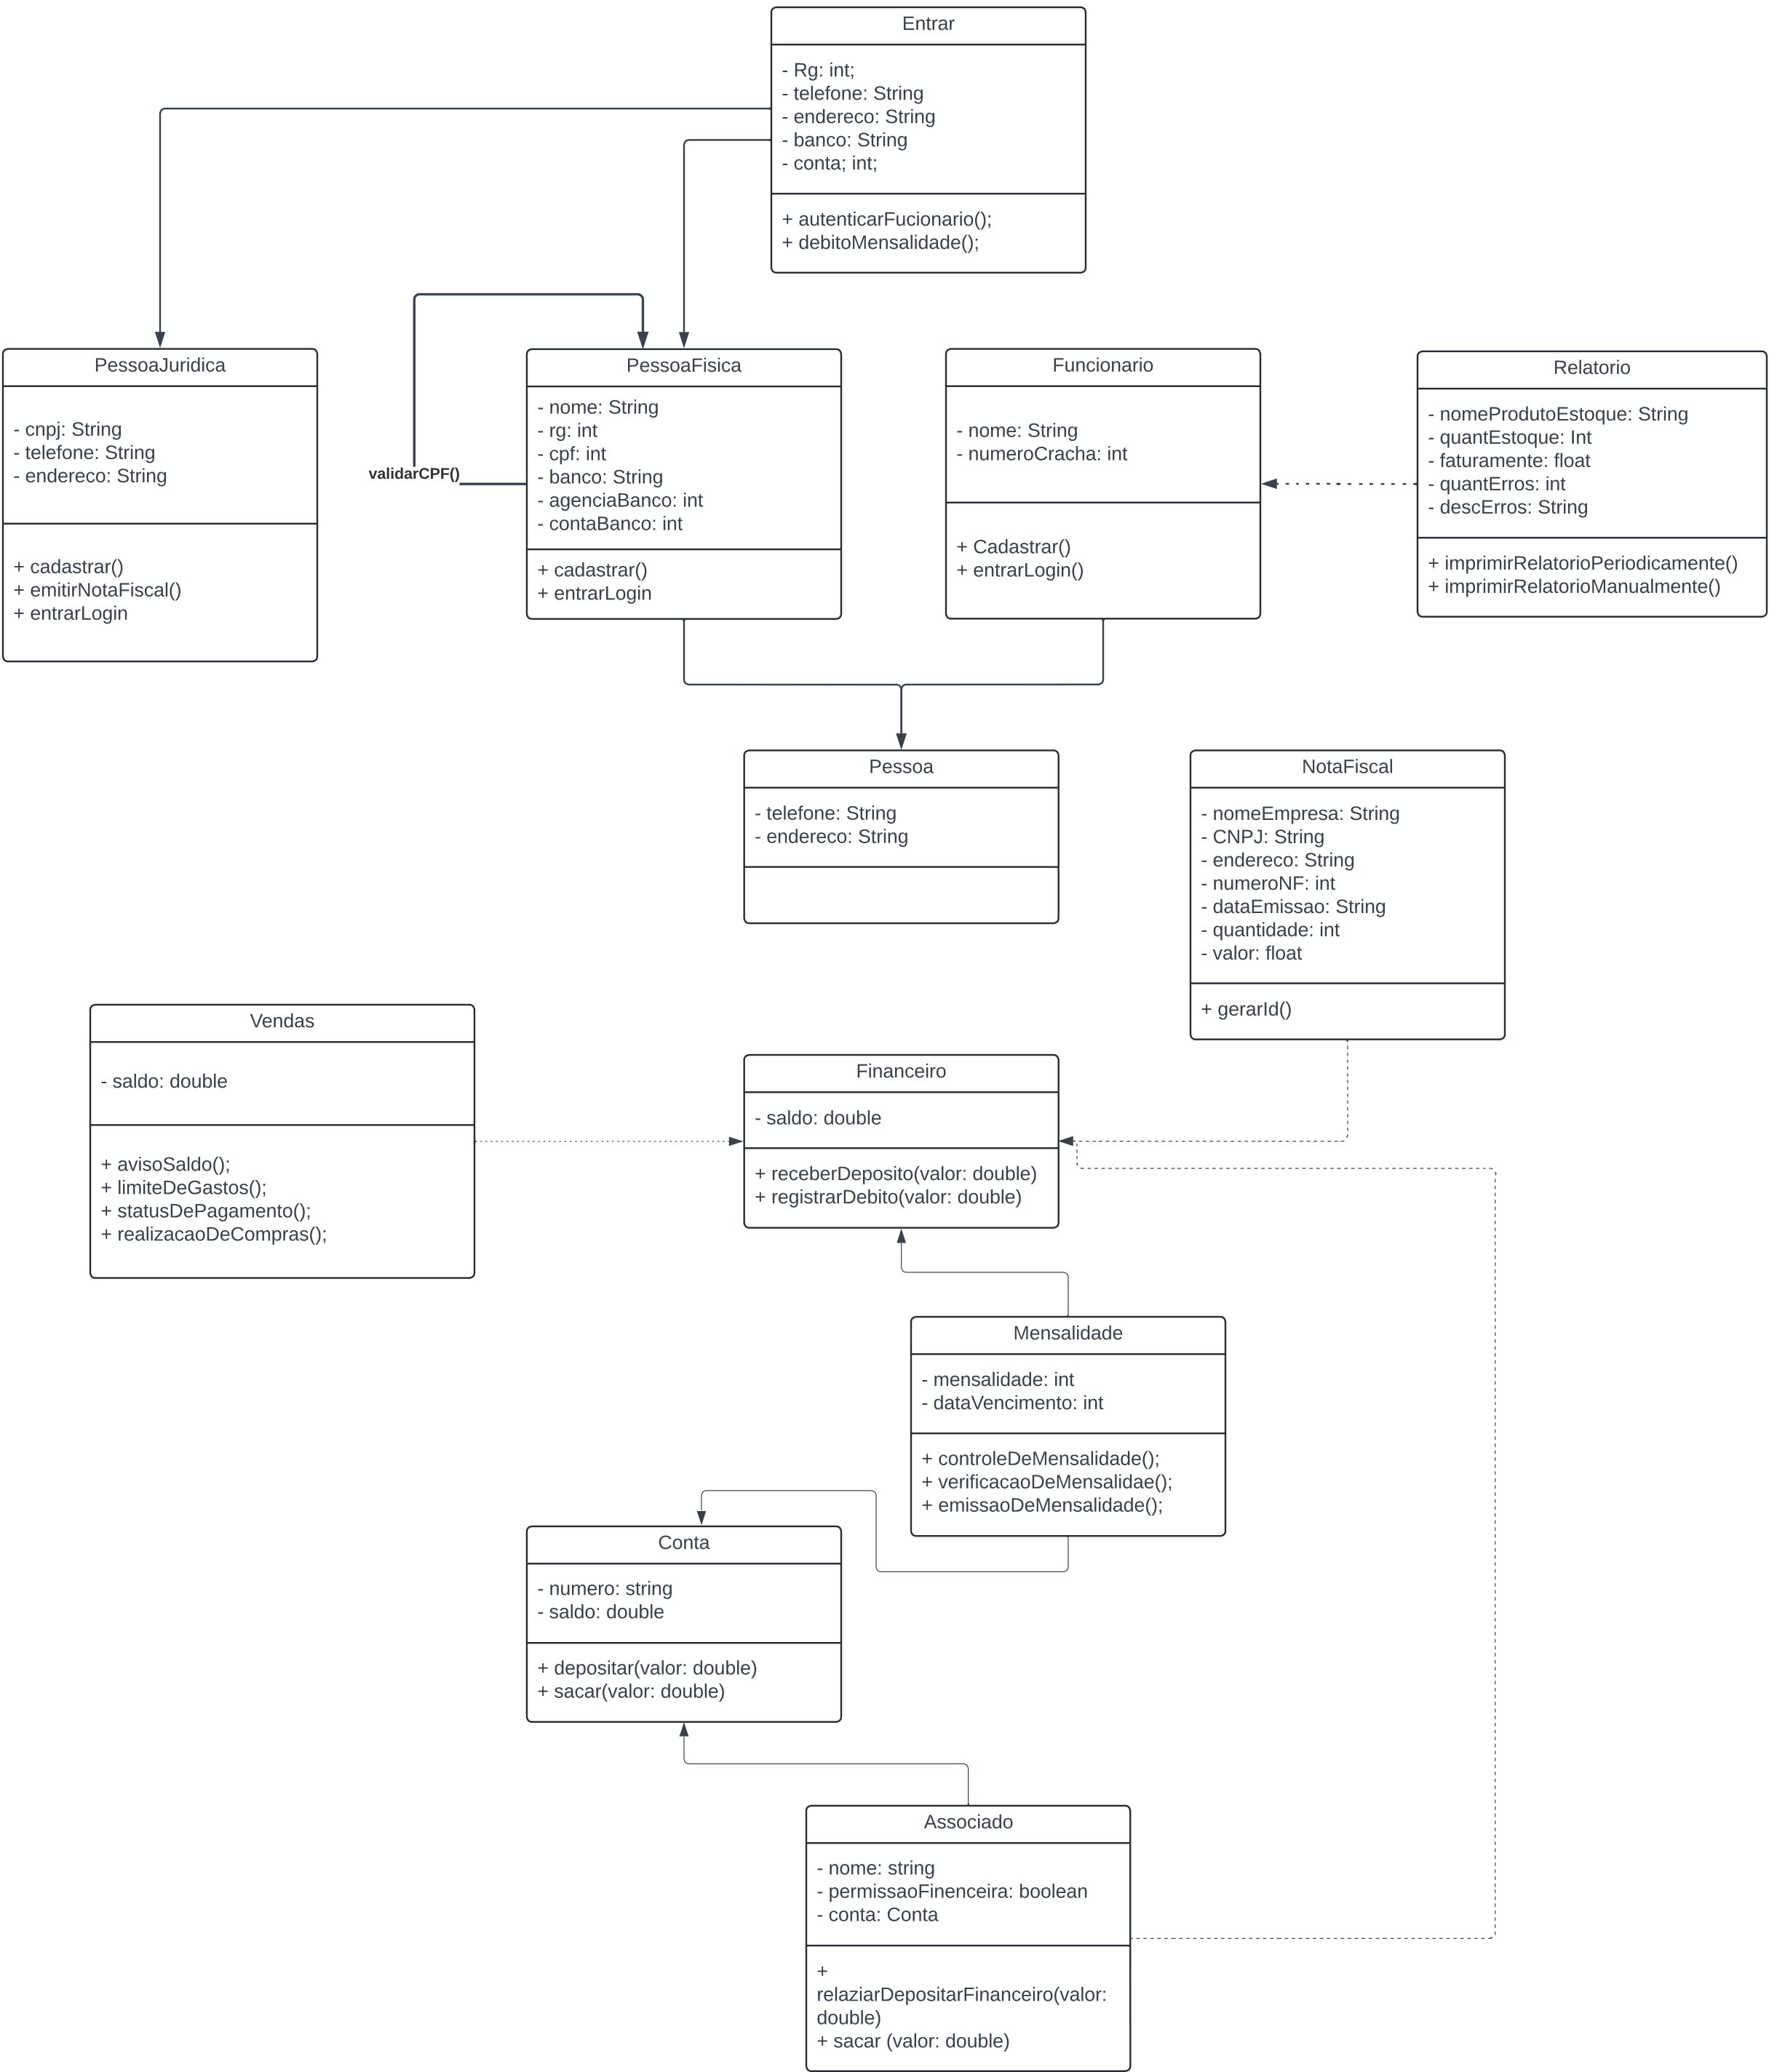 Entrar
- Rg: int;
- telefone: String
- endereco: String
- banco: String
- conta; int;
+ autenticarFucionario();
+ debitoMensalidade();
PessoaJuridica
- cnpj: String
- telefone: String
- endereco: String
+ cadastrar()
+ emitirNotaFiscal()
+ entrarLogin
validarCPF()
PessoaFisica
- nome: String
- rg: int
- cpf: int
- banco: String
- agenciaBanco: int
- contaBanco: int
+ cadastrar()
+ entrarLogin
Funcionario
- nome: String
- numeroCracha: int
+ Cadastrar()
+ entrarLogin()
Relatorio
- nomeProdutoEstoque: String
- quantEstoque: Int
- faturamente: float
- quantErros: int
- descErros: String
+ imprimirRelatorioPeriodicamente()
+ imprimirRelatorioManualmente()
Pessoa
- telefone: String
- endereco: String
NotaFiscal
- nomeEmpresa: String
- CNPJ: String
- endereco: String
- numeroNF: int
- dataEmissao: String
- quantidade: int
- valor: float
+ gerarId()
Vendas
- saldo: double
+ avisoSaldo();
+ limiteDeGastos();
+ statusDePagamento();
+ realizacaoDeCompras();
Financeiro
- saldo: double
+ receberDeposito(valor: double)
+ registrarDebito(valor: double)
Mensalidade
- mensalidade: int
- dataVencimento: int
+ controleDeMensalidade();
+ verificacaoDeMensalidae();
+ emissaoDeMensalidade();
Conta
- numero: string
- saldo: double
+ depositar(valor: double)
+ sacar(valor: double)
Associado
- nome: string
- permissaoFinenceira: boolean
- conta: Conta
+
relaziarDepositarFinanceiro(valor:
double)
+ sacar (valor: double)